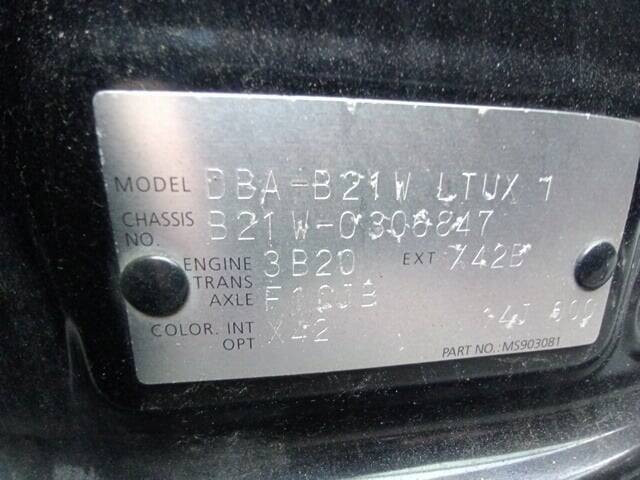 MODEL DBA-B21W LTUX 1
CHASSIS NO. B21W-0306847
ENGINE 3B20 EXT X42B
TRANS AXLE F1CJB
COLOR. INT X42
OPT
PART NO.: MS903081